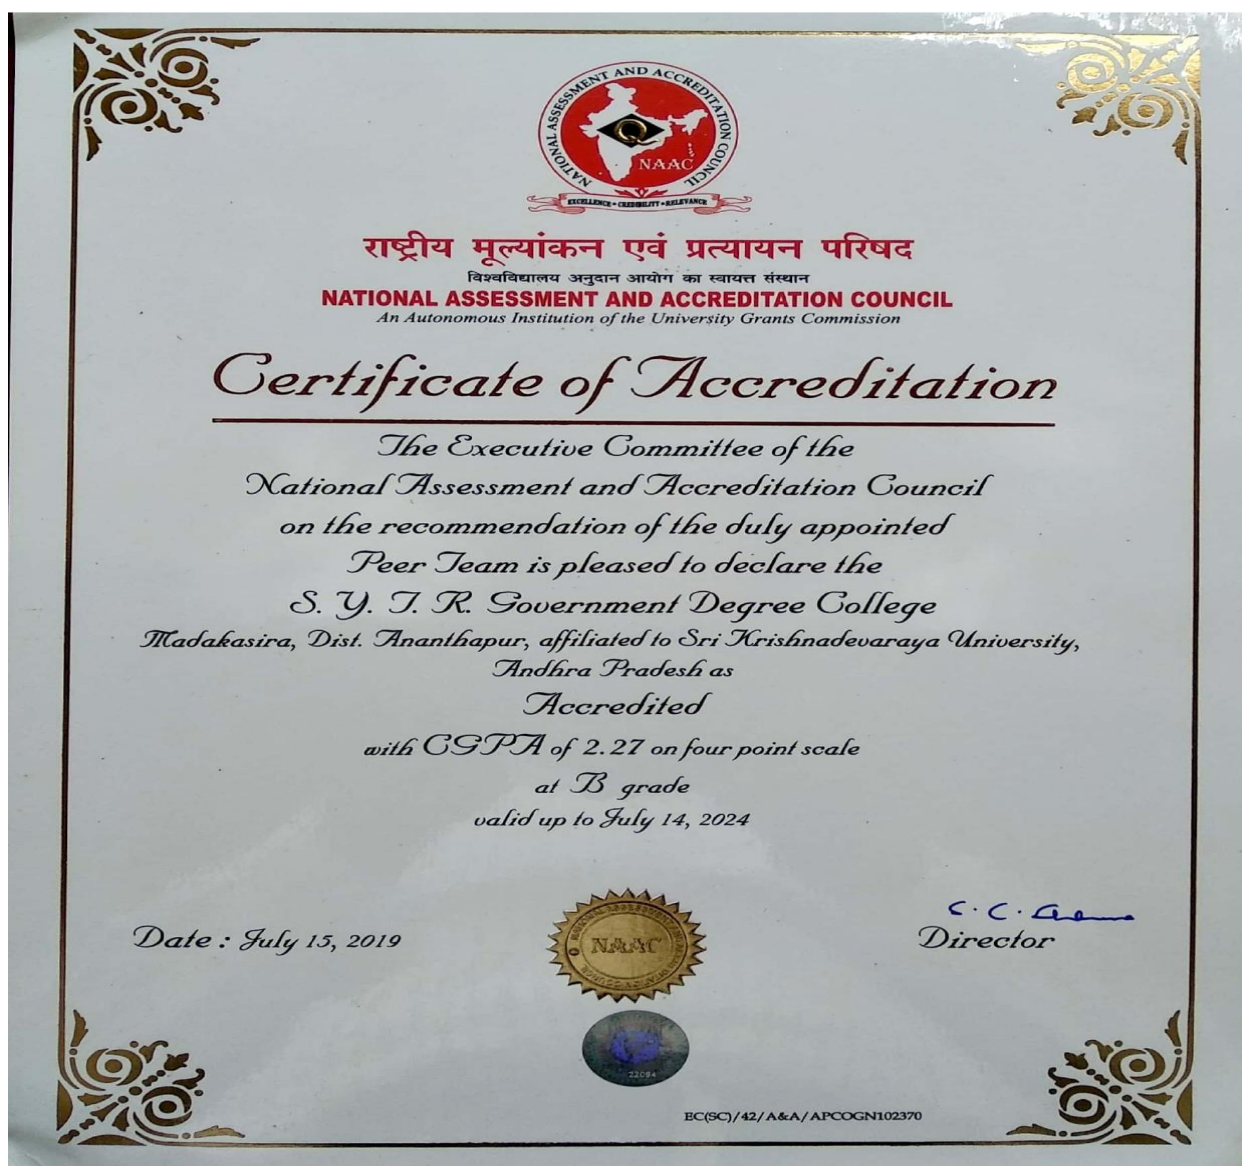 NATIONAL ASSESSMENT AND ACCREDITATION COUNCIL
NAAC
EXCELLENCE • CREDIBILITY • RELEVANCE
राष्ट्रीय मूल्यांकन एवं प्रत्यायन परिषद
विश्वविद्यालय अनुदान आयोग का स्वायत्त संस्थान
NATIONAL ASSESSMENT AND ACCREDITATION COUNCIL
An Autonomous Institution of the University Grants Commission
Certificate of Accreditation
The Executive Committee of the
National Assessment and Accreditation Council
on the recommendation of the duly appointed
Peer Team is pleased to declare the
S. Y. T. R. Government Degree College
Madakasira, Dist. Ananthapur, affiliated to Sri Krishnadevaraya University,
Andhra Pradesh as
Accredited
with CGPA of 2.27 on four point scale
at B grade
valid up to July 14, 2024
Date : July 15, 2019
NAAC
Director
22094
EC(SC)/42/A&A/APCOGN102370